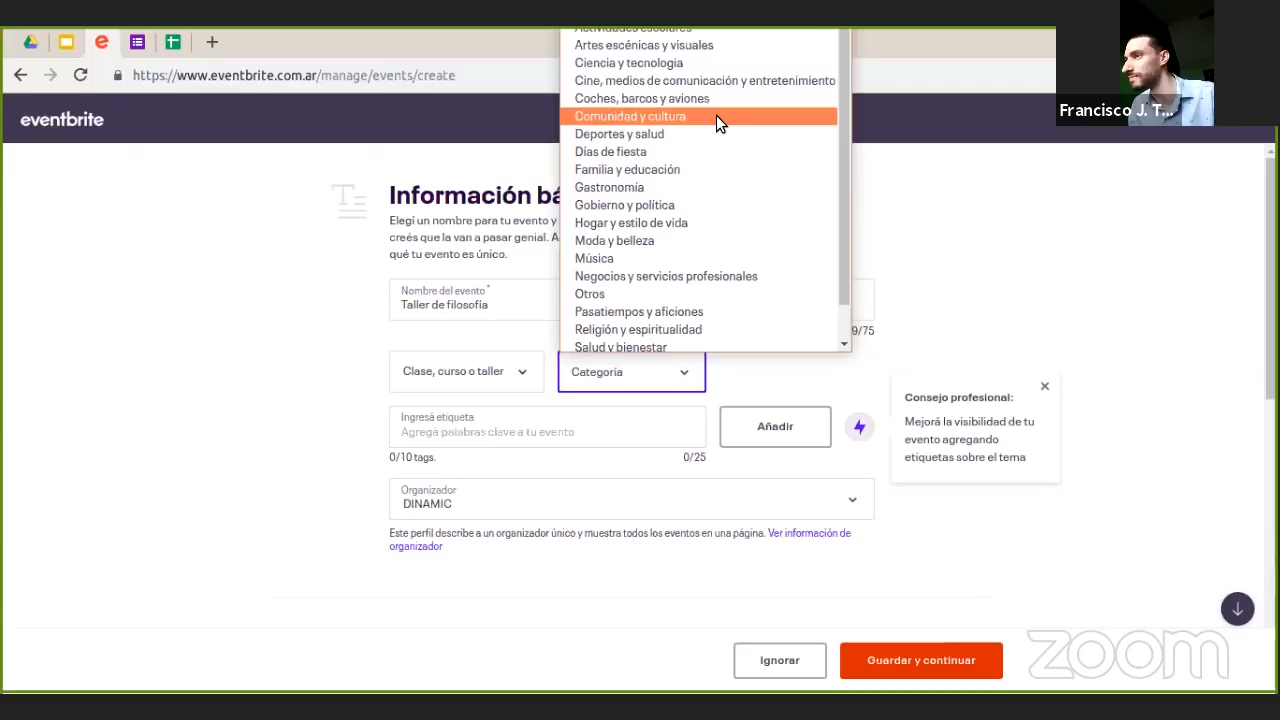 https://www.eventbrite.com.ar/manage/events/create
Francisco J. T...
eventbrite
Actividades escolares
Artes escénicas y visuales
Ciencia y tecnología
Cine, medios de comunicación y entretenimiento
Coches, barcos y aviones
Comunidad y cultura
Deportes y salud
Días de fiesta
Familia y educación
Gastronomía
Gobierno y política
Hogar y estilo de vida
Moda y belleza
Música
Negocios y servicios profesionales
Otros
Pasatiempos y aficiones
Religión y espiritualidad
Salud y bienestar
Información bá
Elegí un nombre para tu evento y
creés que la van a pasar genial. A
qué tu evento es único.
Nombre del evento *
Taller de filosofía
9/75
Clase, curso o taller
Categoría
Ingresá etiqueta
Agregá palabras clave a tu evento
Añadir
0/10 tags.
0/25
Consejo profesional:
Mejorá la visibilidad de tu
evento agregando
etiquetas sobre el tema
Organizador
DINAMIC
Este perfil describe a un organizador único y muestra todos los eventos en una página. Ver información de
organizador
Ignorar
Guardar y continuar
zoom